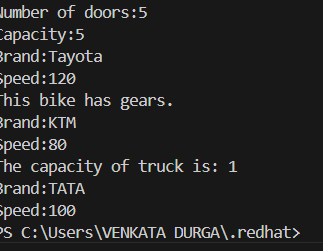 Number of doors:5
Capacity:5
Brand:Tayota
Speed:120
This bike has gears.
Brand:KTM
Speed:80
The capacity of truck is: 1
Brand:TATA
Speed:100
PS C:\Users\VENKATA DURGA\.redhat>